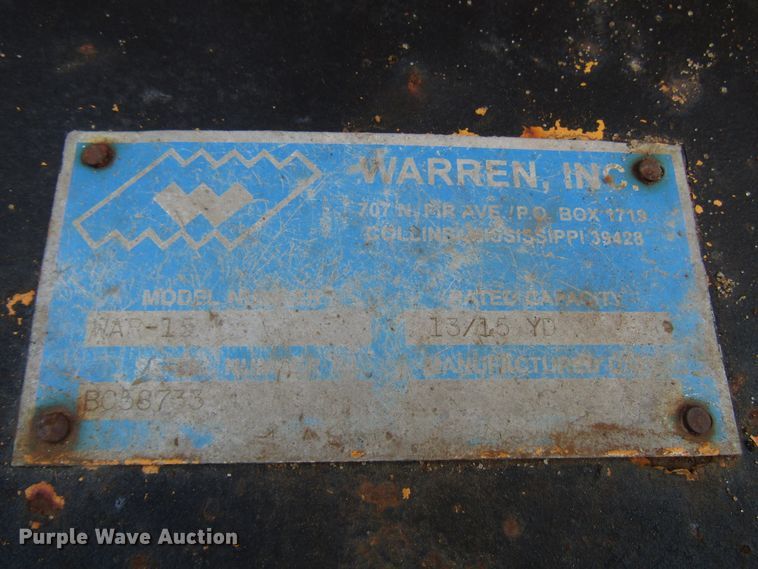 W
WARREN, INC.
707 N. FIR AVE./P.O. BOX 1719
COLLINS, MISSISSIPPI 39428
MODEL NUMBER
RATED CAPACITY
13/15 YD
NUMBER
MANUFACTURED
Purple Wave Auction®